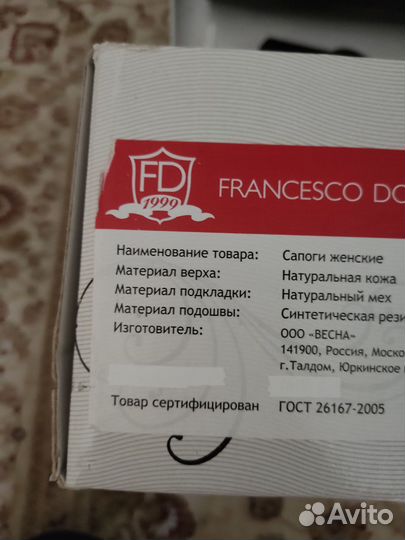 FD
1999
FRANCESCO DO
Наименование товара: Сапоги женские
Материал верха: Натуральная кожа
Материал подкладки: Натуральный мех
Материал подошвы: Синтетическая рези
Изготовитель: ООО «ВЕСНА»
141900, Россия, Моско
г.Талдом, Юркинское
Товар сертифицирован ГОСТ 26167-2005
Avito